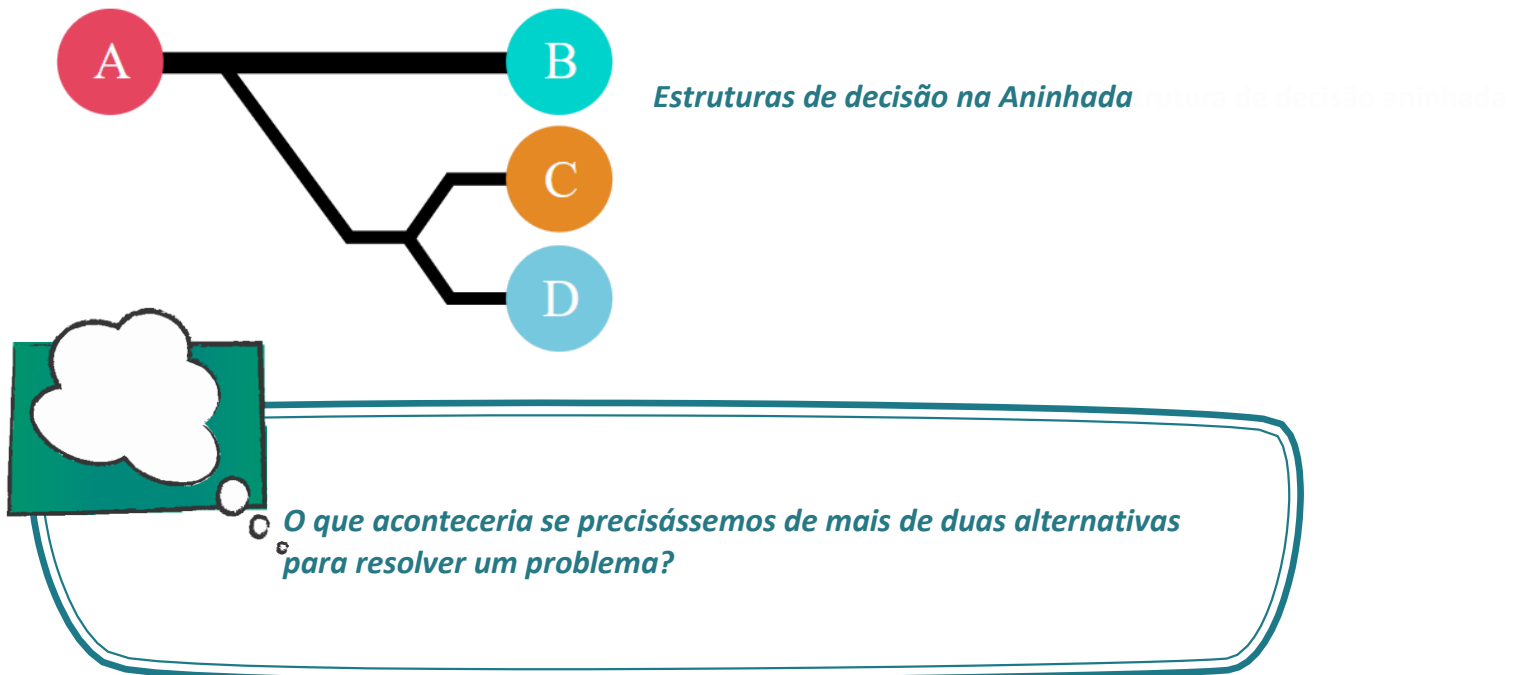 A
B
Estruturas de decisão na Aninhada
C
D
O que aconteceria se precisássemos de mais de duas alternativas
para resolver um problema?